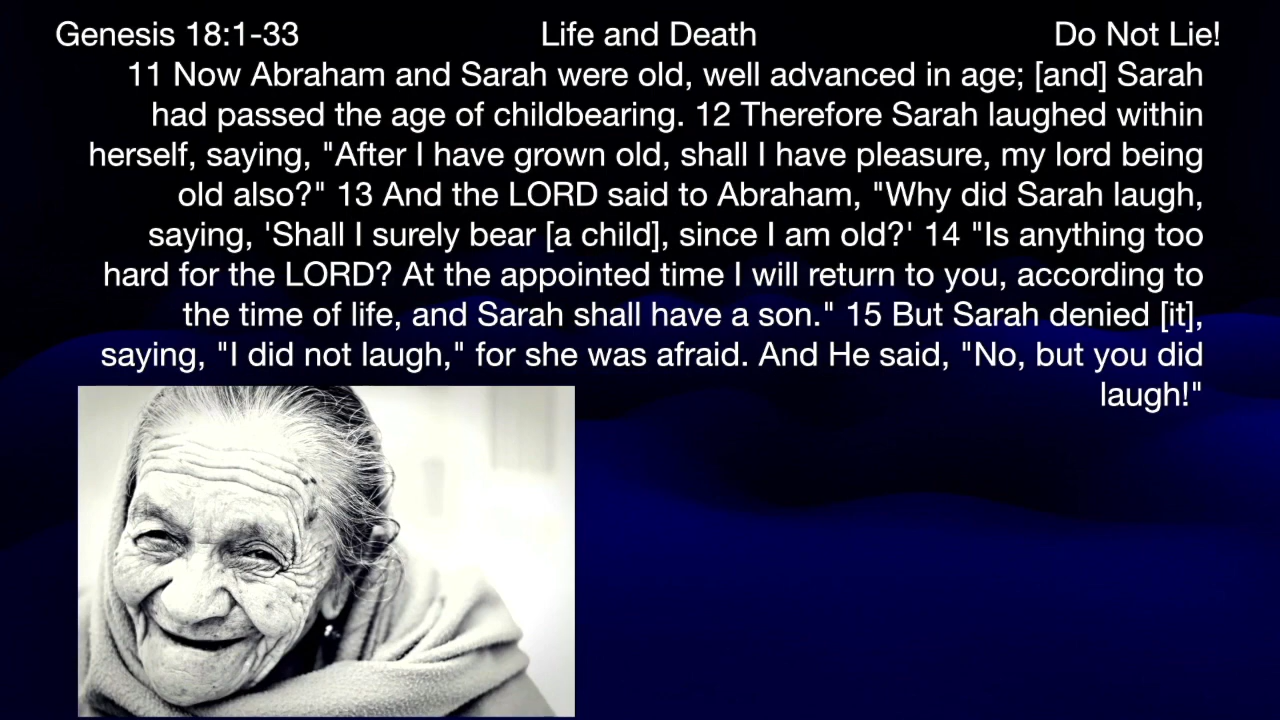 Genesis 18:1-33 Life and Death Do Not Lie!
11 Now Abraham and Sarah were old, well advanced in age; [and] Sarah
had passed the age of childbearing. 12 Therefore Sarah laughed within
herself, saying, "After I have grown old, shall I have pleasure, my lord being
old also?" 13 And the LORD said to Abraham, "Why did Sarah laugh,
saying, 'Shall I surely bear [a child], since I am old?' 14 "Is anything too
hard for the LORD? At the appointed time I will return to you, according to
the time of life, and Sarah shall have a son." 15 But Sarah denied [it],
saying, "I did not laugh," for she was afraid. And He said, "No, but you did
laugh!"